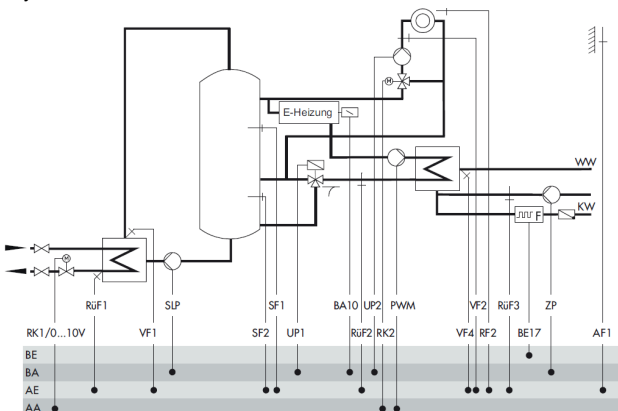 E-Heizung
M
WW
KW
F
M
RüF1 SLP SF1 BA10 UP2 PWM VF2 RüF3 ZP
RK1/0...10V VF1 SF2 UP1 RüF2 RK2 VF4 RF2 BE17 AF1
BE
BA
AE
AA